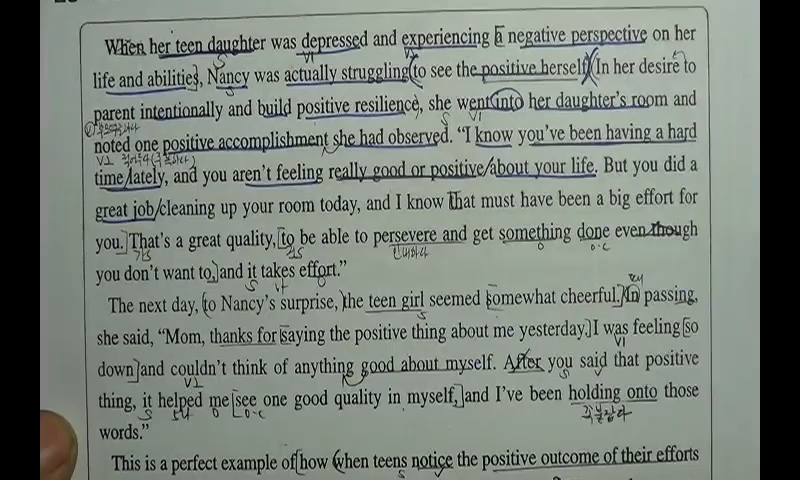 When her teen daughter was depressed and experiencing a negative perspective on her
life and abilities, Nancy was actually struggling to see the positive herself. In her desire to
parent intentionally and build positive resilience, she went into her daughter's room and
noted one positive accomplishment she had observed. "I know you've been having a hard
time lately, and you aren't feeling really good or positive about your life. But you did a
great job cleaning up your room today, and I know that must have been a big effort for
you. That's a great quality, to be able to persevere and get something done even though
인내하다
you don't want to, and it takes effort."
The next day, to Nancy's surprise, the teen girl seemed somewhat cheerful. In passing,
she said, "Mom, thanks for saying the positive thing about me yesterday. I was feeling so
down and couldn't think of anything good about myself. After you said that positive
thing, it helped me see one good quality in myself, and I've been holding onto those
꼭 붙잡다
words."
This is a perfect example of how when teens notice the positive outcome of their efforts